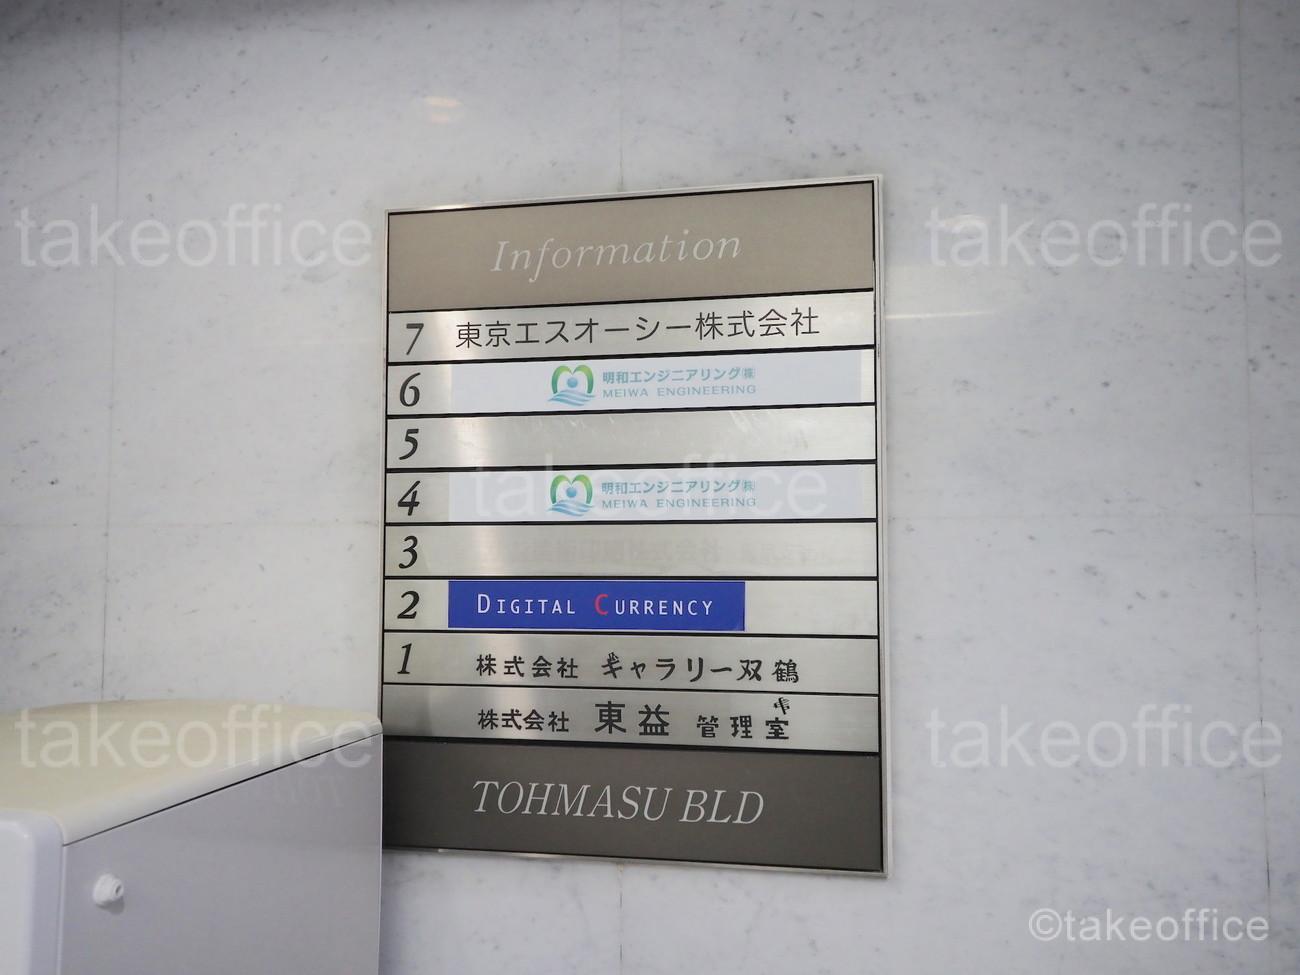 Information
7 東京エスオーシー株式会社
6 明和エンジニアリング㈱
MEIWA ENGINEERING
5
4 明和エンジニアリング㈱
MEIWA ENGINEERING
3
2 DIGITAL CURRENCY
1 株式会社 ギャラリー双鶴
株式会社 東益 管理室
TOHMASU BLD
takeoffice
takeoffice
takeoffice
takeoffice
takeoffice
©takeoffice